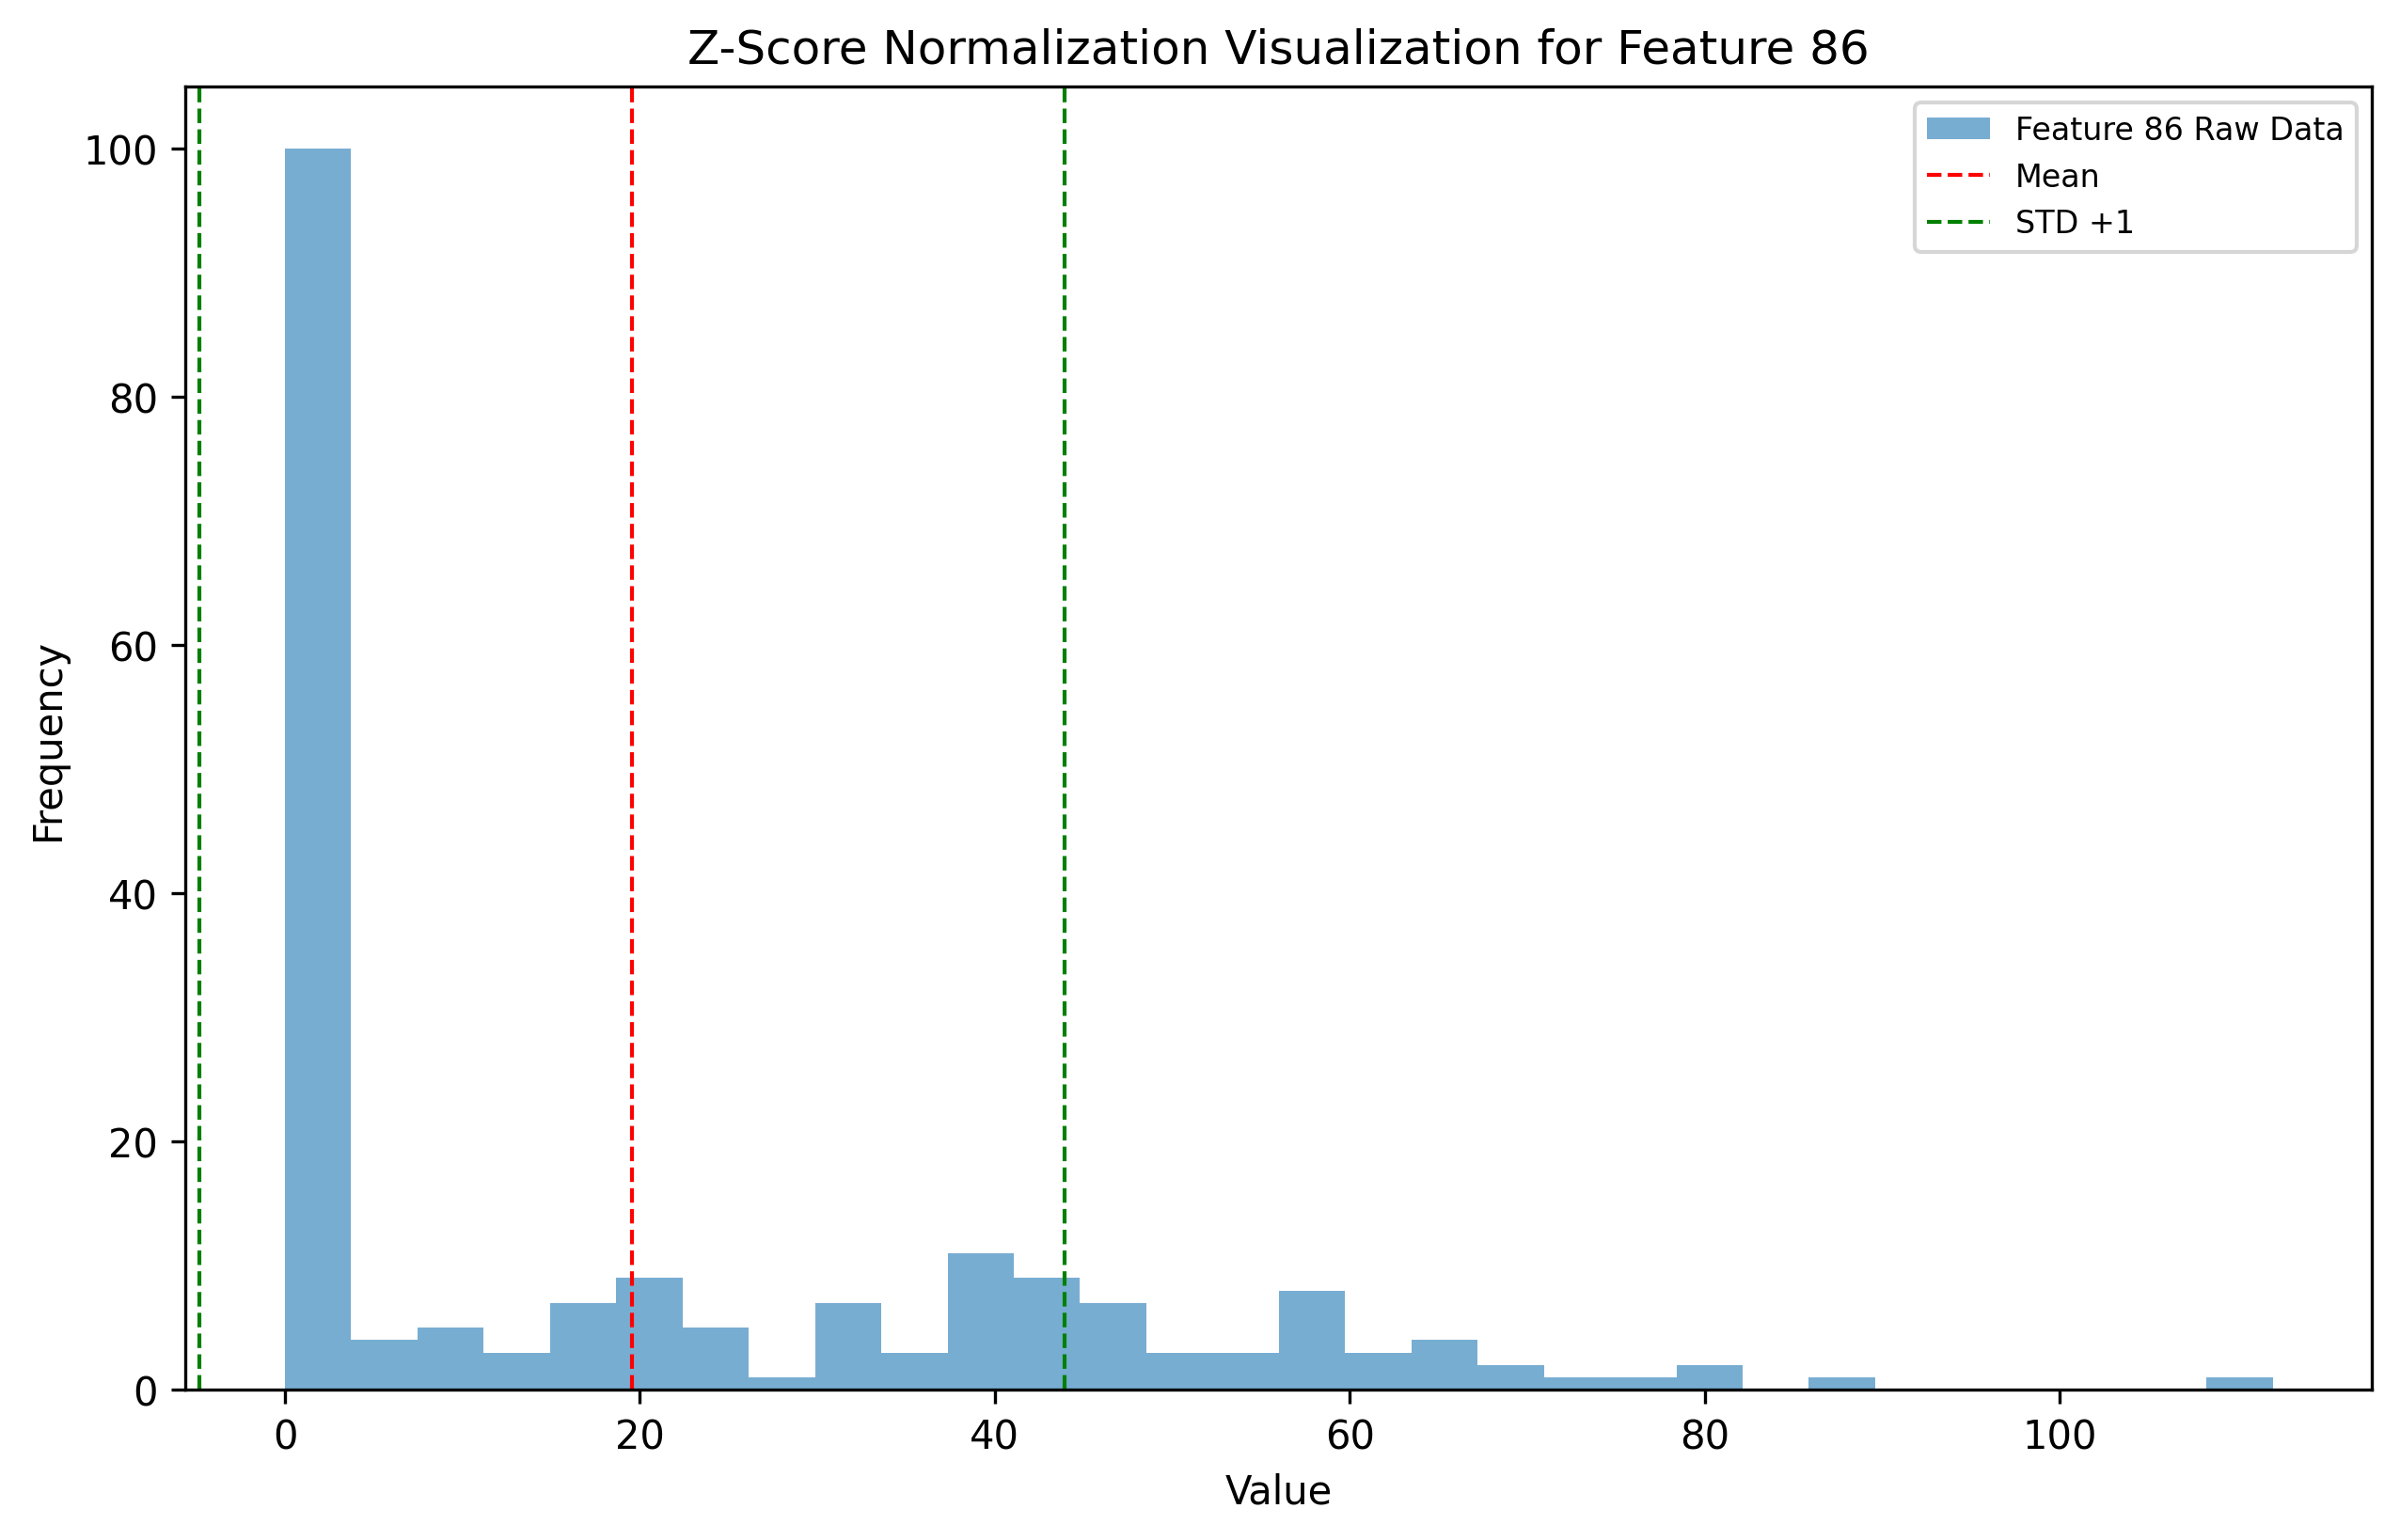 Z-Score Normalization Visualization for Feature 86
Feature 86 Raw Data
Mean
STD +1
Frequency
100
80
60
40
20
0
0 20 40 60 80 100
Value